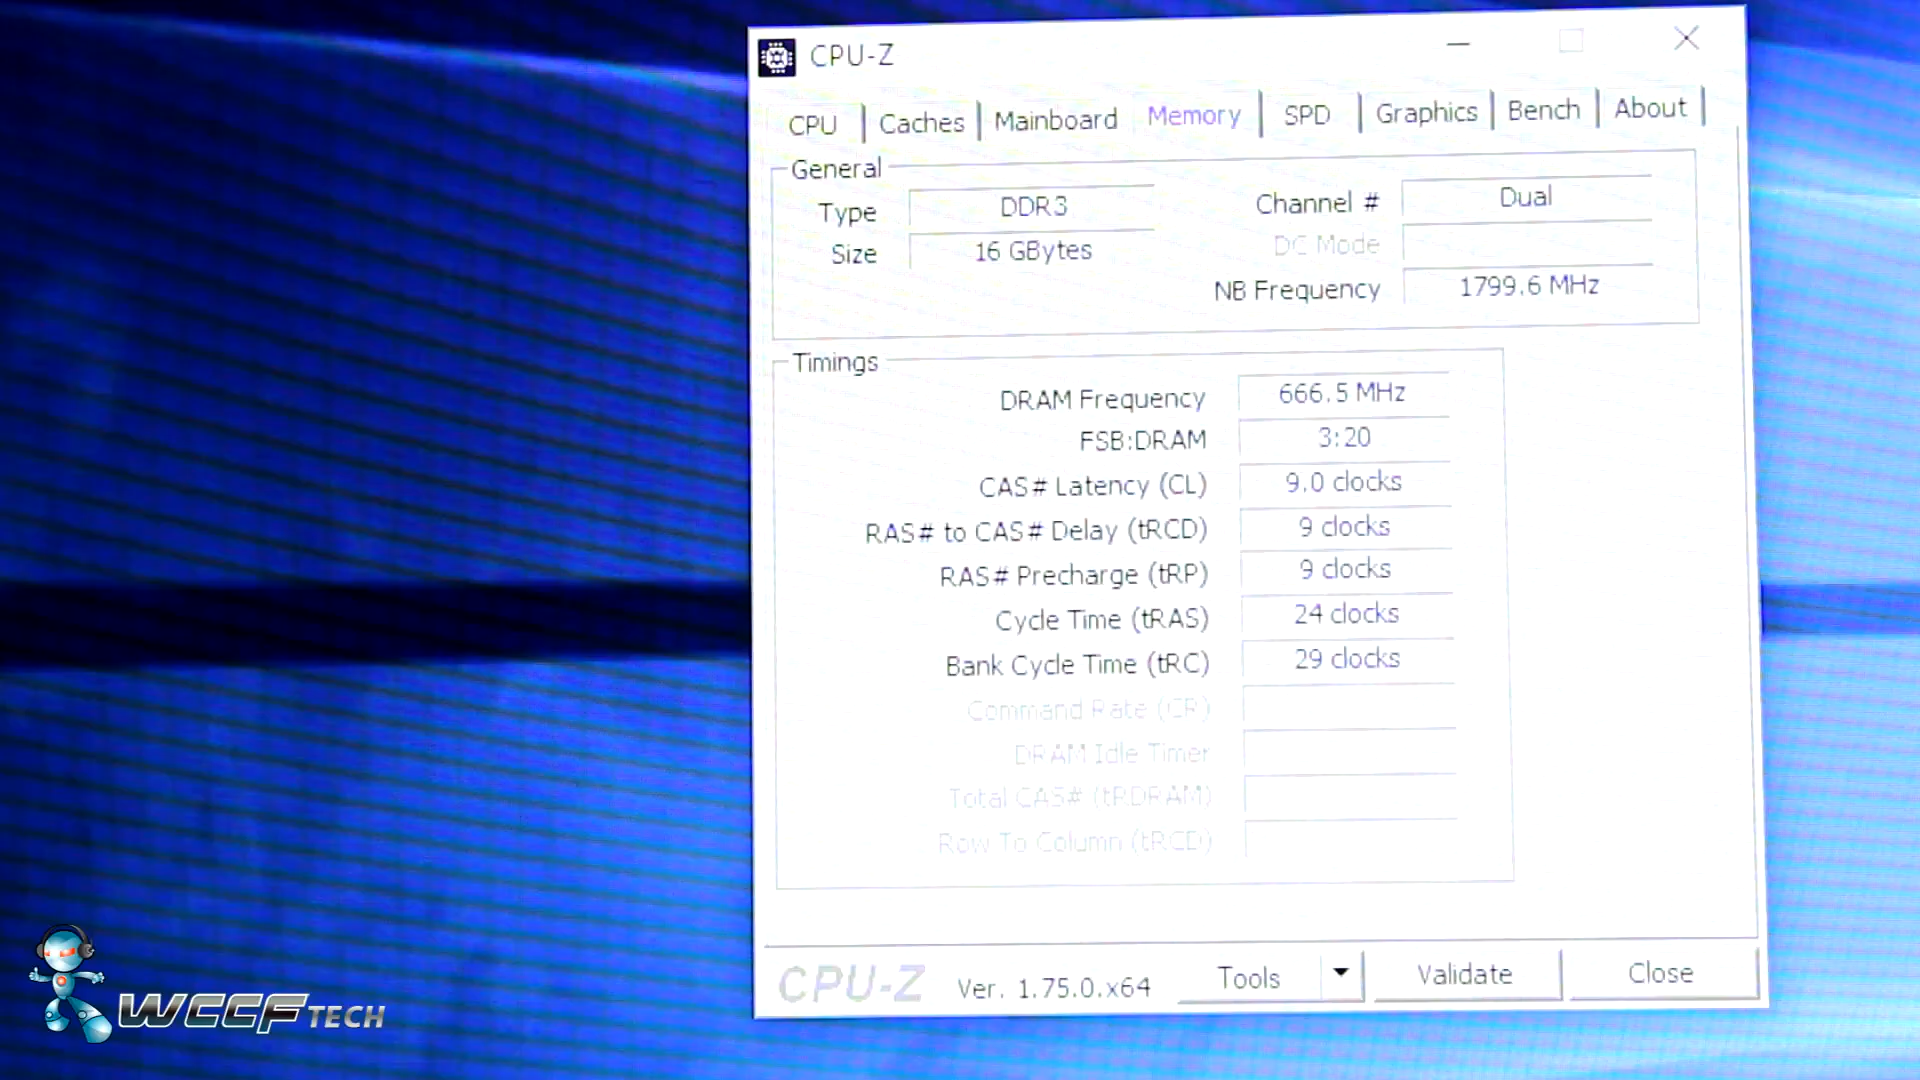 CPU-Z
CPU Caches Mainboard Memory SPD Graphics Bench About
General
Type DDR3 Channel # Dual
Size 16 GBytes DC Mode
NB Frequency 1799.6 MHz
Timings
DRAM Frequency 666.5 MHz
FSB:DRAM 3:20
CAS# Latency (CL) 9.0 clocks
RAS# to CAS# Delay (tRCD) 9 clocks
RAS# Precharge (tRP) 9 clocks
Cycle Time (tRAS) 24 clocks
Bank Cycle Time (tRC) 29 clocks
Command Rate (CR)
DRAM Idle Timer
Total CAS# (tRDRAM)
Row To Column (tRCD)
CPU-Z Ver. 1.75.0.x64 Tools Validate Close
WCCF TECH